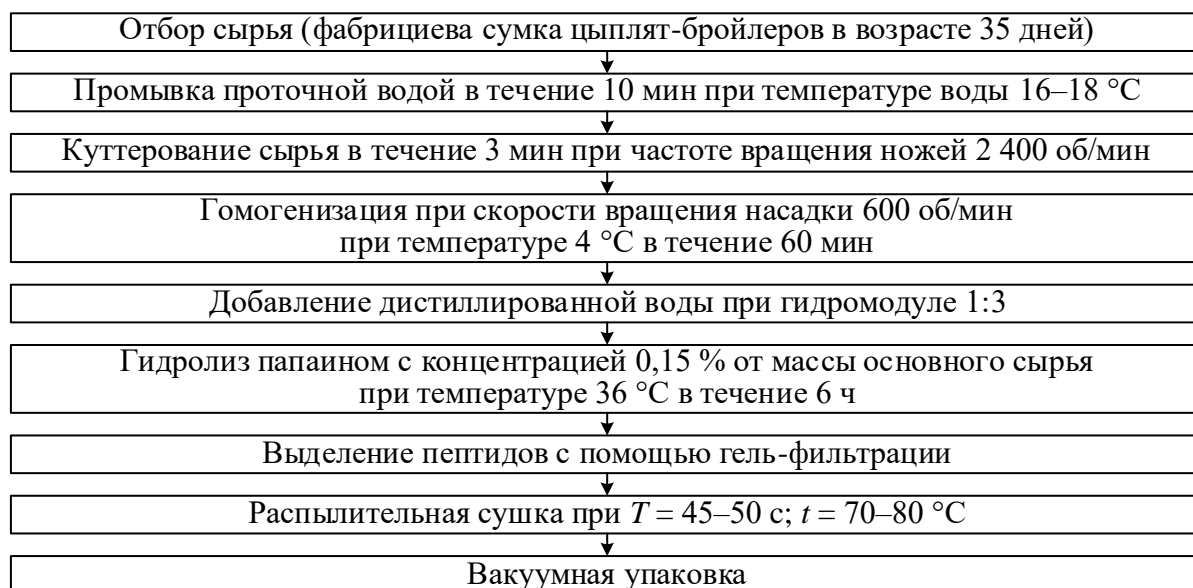 Отбор сырья (фабрициева сумка цыплят-бройлеров в возрасте 35 дней)
Промывка проточной водой в течение 10 мин при температуре воды 16–18 °С
Куттерование сырья в течение 3 мин при частоте вращения ножей 2 400 об/мин
Гомогенизация при скорости вращения насадки 600 об/мин
при температуре 4 °С в течение 60 мин
Добавление дистиллированной воды при гидромодуле 1:3
Гидролиз папаином с концентрацией 0,15 % от массы основного сырья
при температуре 36 °С в течение 6 ч
Выделение пептидов с помощью гель-фильтрации
Распылительная сушка при T = 45–50 с; t = 70–80 °С
Вакуумная упаковка